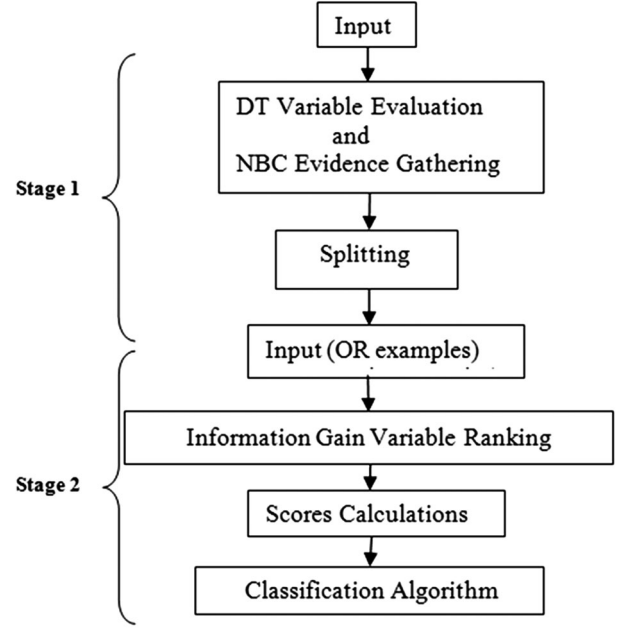 Input
DT Variable Evaluation
and
NBC Evidence Gathering
Stage 1
Splitting
Input (OR examples)
Information Gain Variable Ranking
Stage 2
Scores Calculations
Classification Algorithm